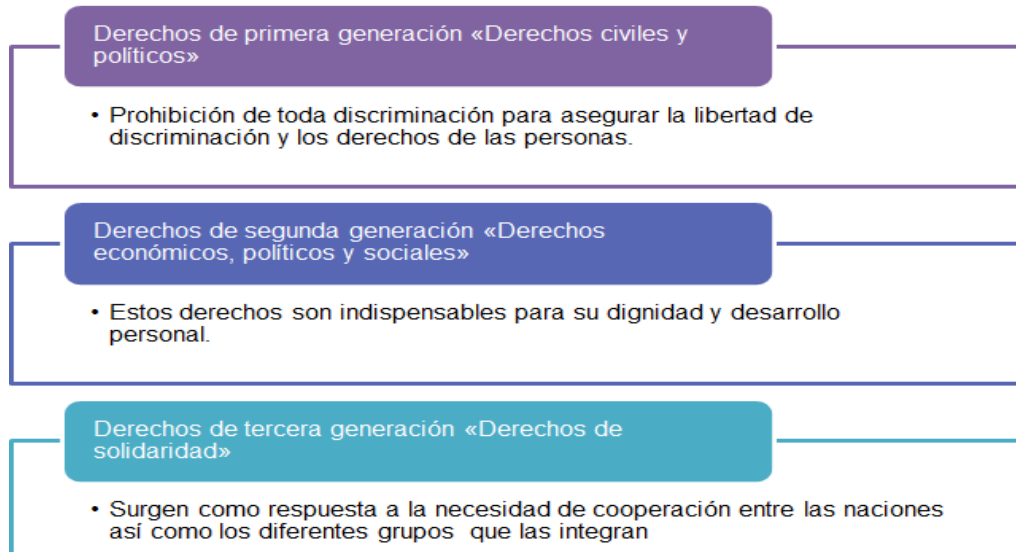 Derechos de primera generación «Derechos civiles y
políticos»
• Prohibición de toda discriminación para asegurar la libertad de
discriminación y los derechos de las personas.
Derechos de segunda generación «Derechos
económicos, políticos y sociales»
• Estos derechos son indispensables para su dignidad y desarrollo
personal.
Derechos de tercera generación «Derechos de
solidaridad»
• Surgen como respuesta a la necesidad de cooperación entre las naciones
así como los diferentes grupos  que las integran